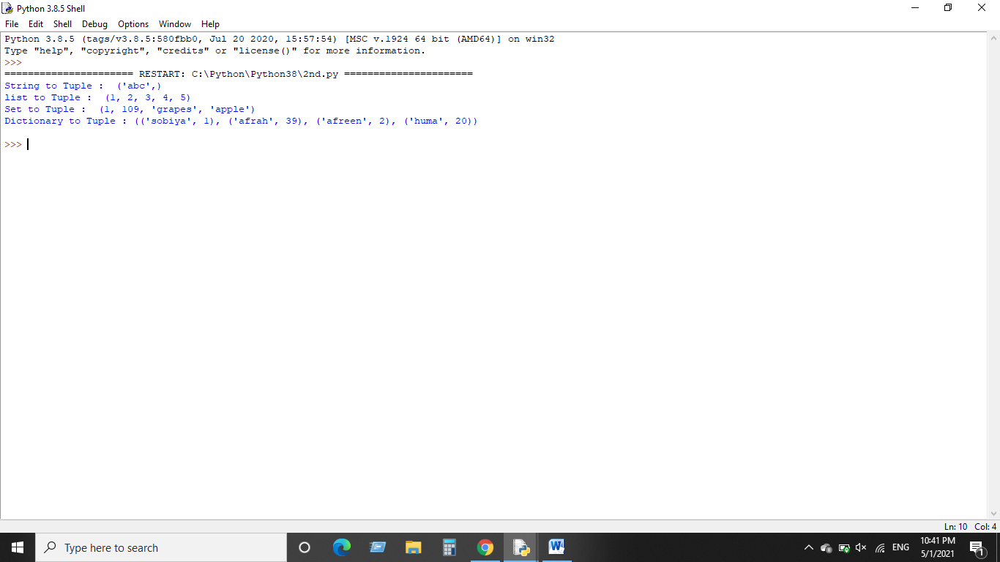 Python 3.8.5 Shell
File Edit Shell Debug Options Window Help
Python 3.8.5 (tags/v3.8.5:580fbb0, Jul 20 2020, 15:57:54) [MSC v.1924 64 bit (AMD64)] on win32
Type "help", "copyright", "credits" or "license()" for more information.
>>>
====================== RESTART: C:\Python\Python38\2nd.py ======================
String to Tuple :  ('abc',)
list to Tuple :  (1, 2, 3, 4, 5)
Set to Tuple :  (1, 109, 'grapes', 'apple')
Dictionary to Tuple : (('sobiya', 1), ('afrah', 39), ('afreen', 2), ('huma', 20))
>>>
Ln: 10 Col: 4
Type here to search
ENG
10:41 PM
5/1/2021
1